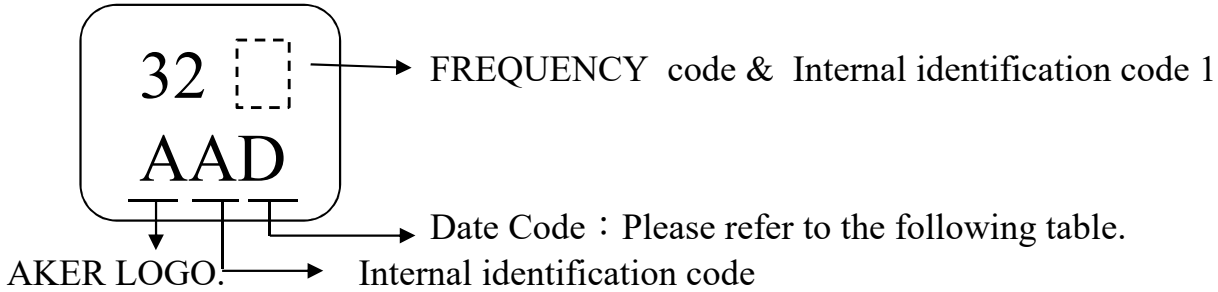 32 FREQUENCY code & Internal identification code 1
AAD
Date Code：Please refer to the following table.
AKER LOGO. Internal identification code